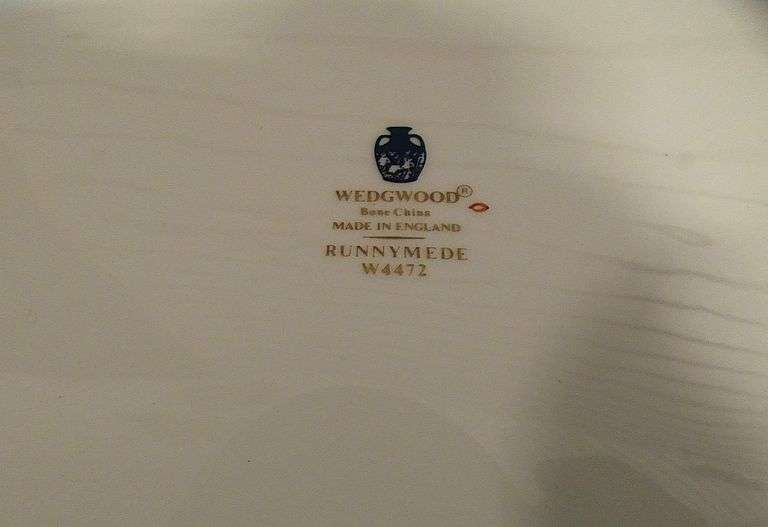 WEDGWOOD®
Bone China
MADE IN ENGLAND
RUNNYMEDE
W4472